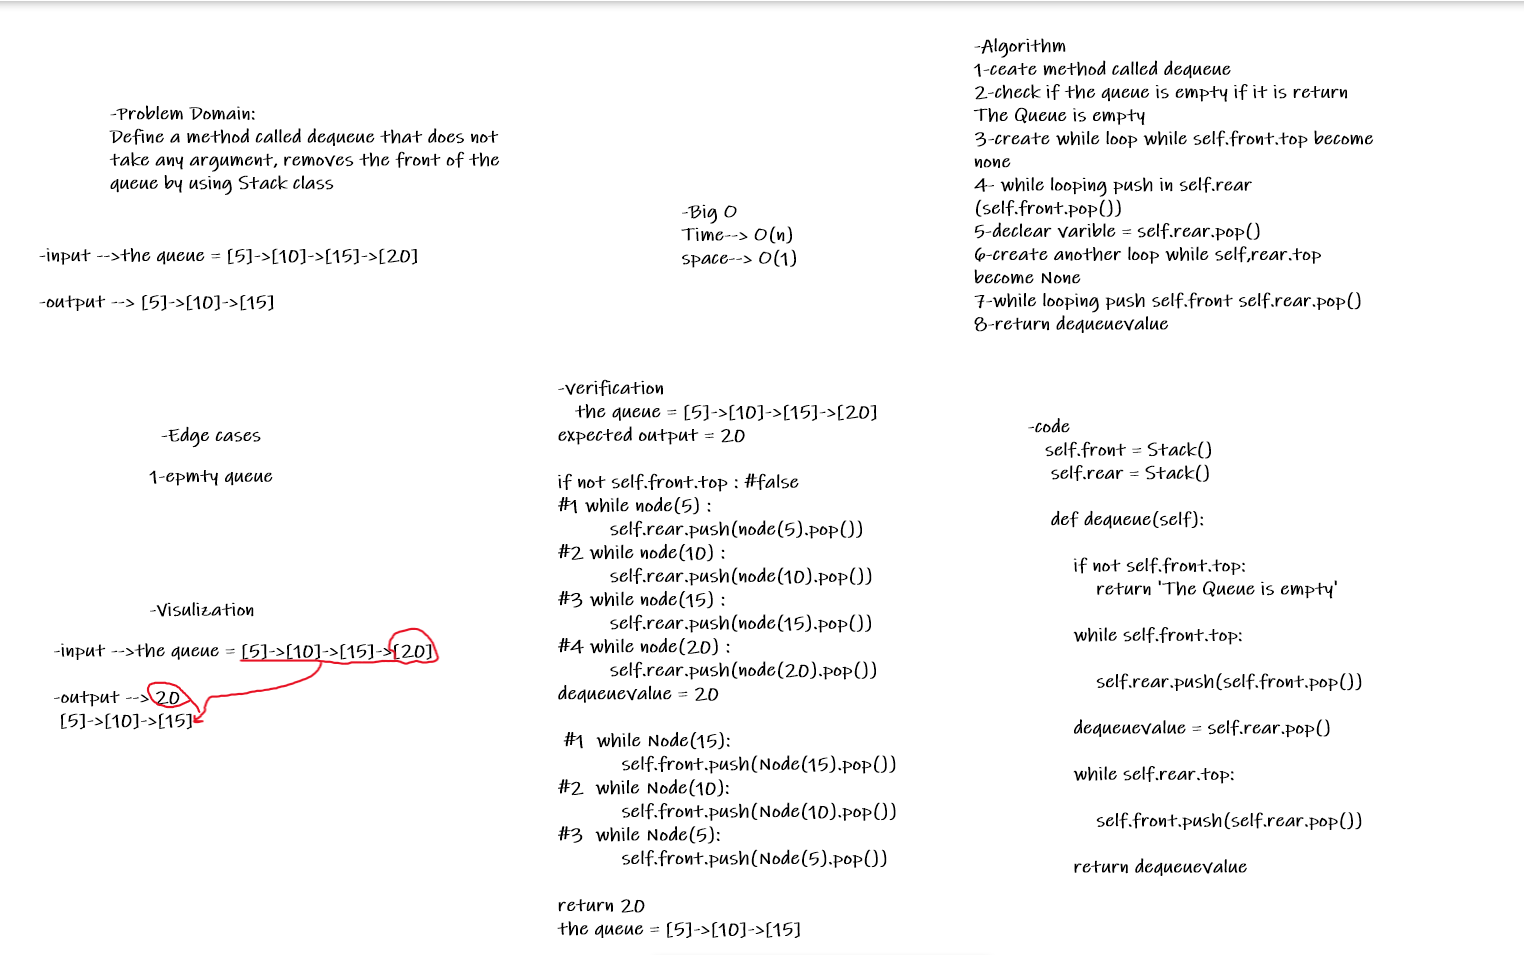 -Problem Domain:
Define a method called dequeue that does not
take any argument, removes the front of the
queue by using Stack class
-input -->the queue = [5]->[10]->[15]->[20]
-output --> [5]->[10]->[15]
-Edge cases
1-epmty queue
-Visulization
-input -->the queue = [5]->[10]->[15]->[20]
-output --> 20
[5]->[10]->[15]
-Big O
Time--> O(n)
space--> O(1)
-verification
the queue = [5]->[10]->[15]->[20]
expected output = 20
if not self.front.top : #false
#1 while node(5) :
self.rear.push(node(5).pop())
#2 while node(10) :
self.rear.push(node(10).pop())
#3 while node(15) :
self.rear.push(node(15).pop())
#4 while node(20) :
self.rear.push(node(20).pop())
dequeuevalue = 20
#1 while Node(15):
self.front.push(Node(15).pop())
#2 while Node(10):
self.front.push(Node(10).pop())
#3 while Node(5):
self.front.push(Node(5).pop())
return 20
the queue = [5]->[10]->[15]
-Algorithm
1-ceate method called dequeue
2-check if the queue is empty if it is return
The Queue is empty
3-create while loop while self.front.top become
none
4- while looping push in self.rear
(self.front.pop())
5-declear varible = self.rear.pop()
6-create another loop while self,rear.top
become None
7-while looping push self.front self.rear.pop()
8-return dequeuevalue
-code
self.front = Stack()
self.rear = Stack()
def dequeue(self):
if not self.front.top:
return 'The Queue is empty'
while self.front.top:
self.rear.push(self.front.pop())
dequeuevalue = self.rear.pop()
while self.rear.top:
self.front.push(self.rear.pop())
return dequeuevalue